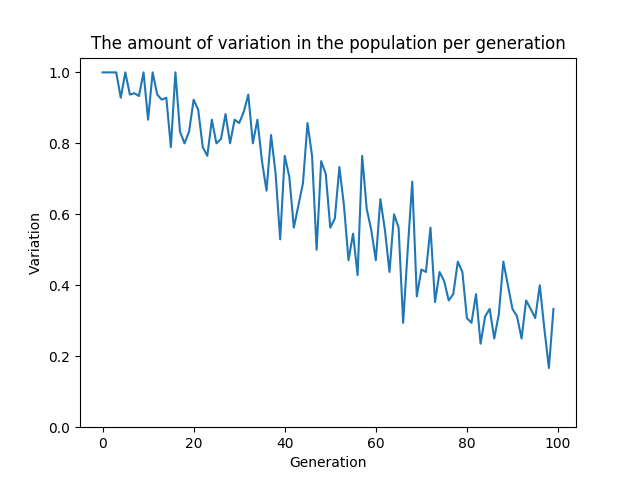 The amount of variation in the population per generation
1.0
0.8
0.6
0.4
0.2
0.0
Variation
0 20 40 60 80 100
Generation